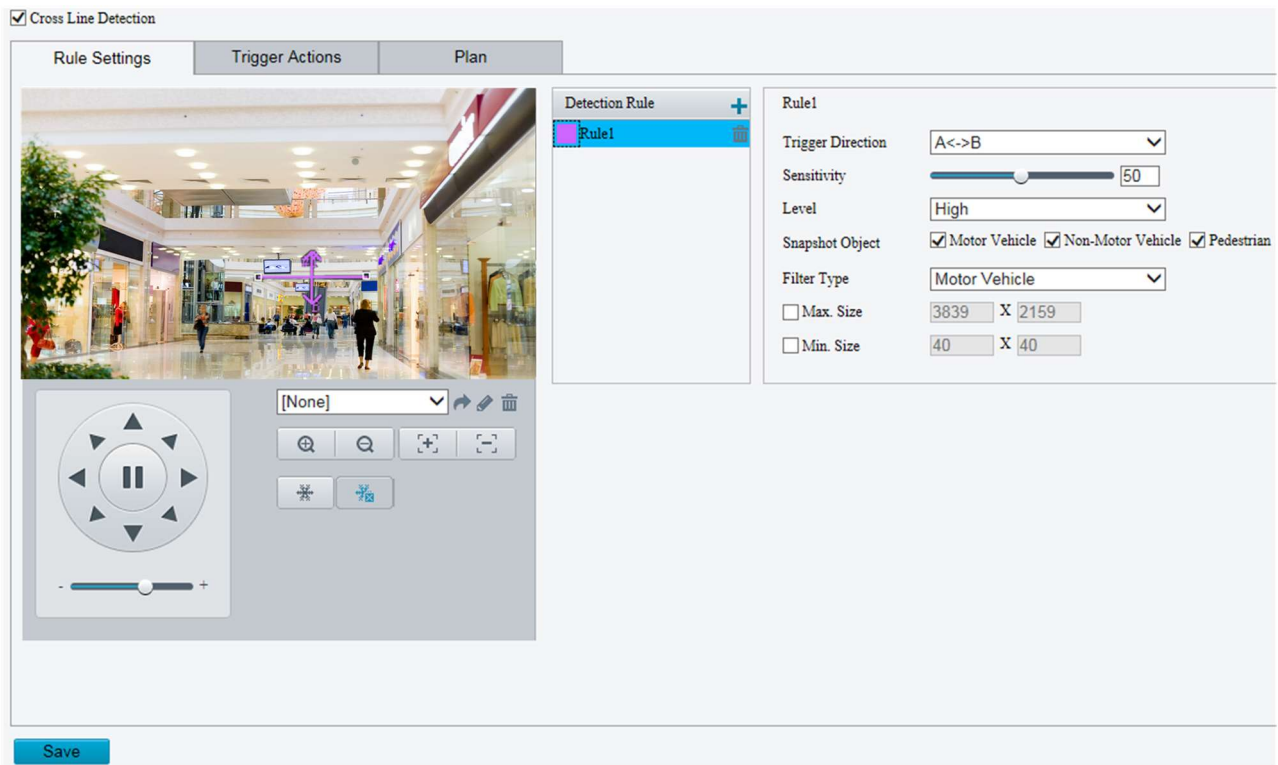 Cross Line Detection
Rule Settings
Trigger Actions
Plan
Detection Rule
Rule1
Rule1
Trigger Direction A<->B
Sensitivity 50
Level High
Snapshot Object Motor Vehicle Non-Motor Vehicle Pedestrian
Filter Type Motor Vehicle
Max. Size 3839 X 2159
Min. Size 40 X 40
[None]
- +
Save